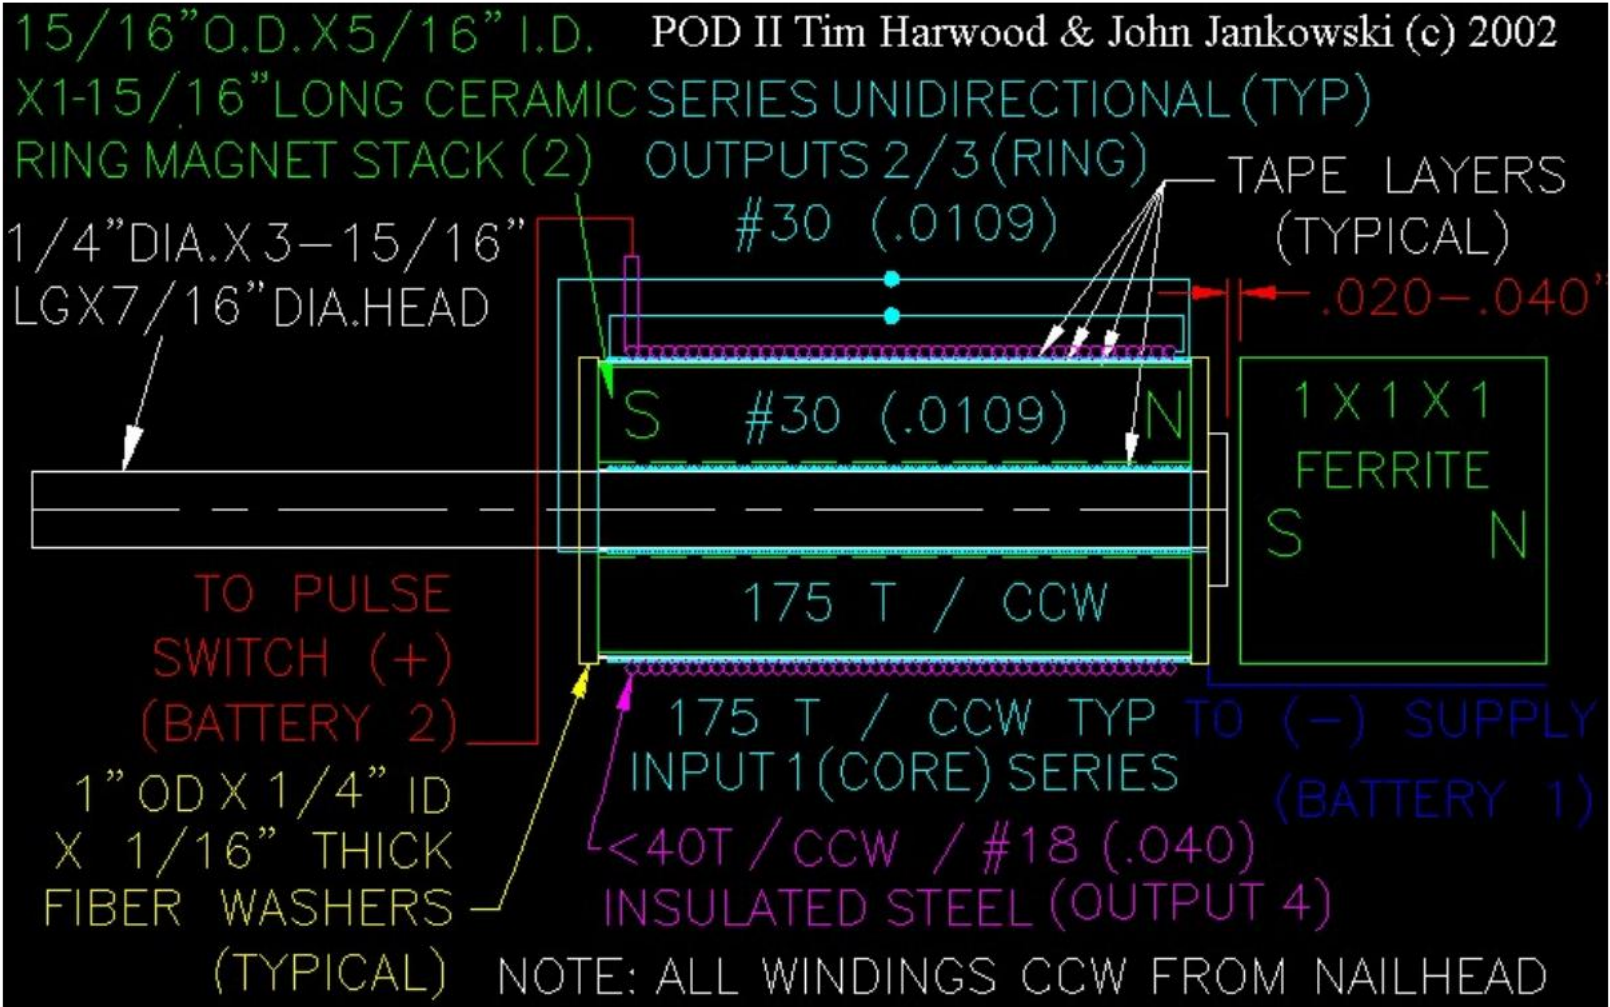 15/16”O.D.X5/16” I.D.
X1-15/16”LONG CERAMIC
RING MAGNET STACK (2)
POD II Tim Harwood & John Jankowski (c) 2002
SERIES UNIDIRECTIONAL (TYP)
OUTPUTS 2/3 (RING)
#30 (.0109)
TAPE LAYERS
(TYPICAL)
1/4”DIA.X3-15/16”
LGX7/16”DIA.HEAD
.020-.040”
S #30 (.0109) N
1 X 1 X 1
FERRITE
S N
175 T / CCW
TO PULSE
SWITCH (+)
(BATTERY 2)
175 T / CCW TYP
INPUT 1 (CORE) SERIES
TO (-) SUPPLY
(BATTERY 1)
1”OD X 1/4” ID
X 1/16” THICK
FIBER WASHERS
(TYPICAL)
<40T / CCW / #18 (.040)
INSULATED STEEL (OUTPUT 4)
NOTE: ALL WINDINGS CCW FROM NAILHEAD